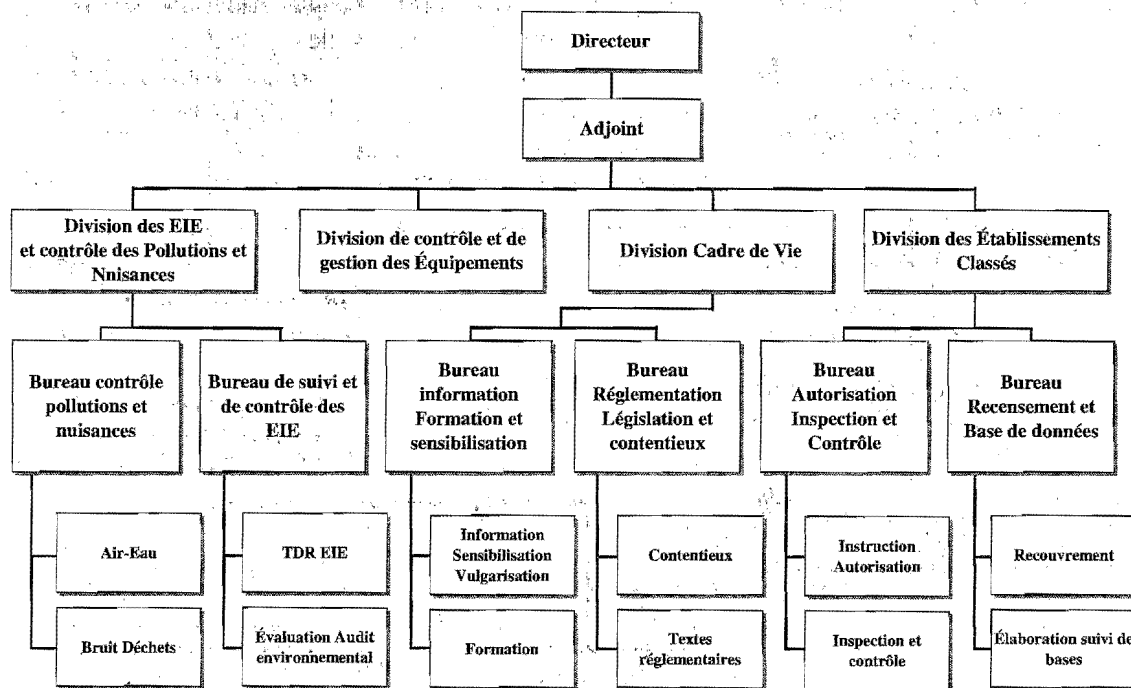 Directeur
Adjoint
Division des EIE
et contrôle des Pollutions et
Nnisances
Division de contrôle et de
gestion des Équipements
Division Cadre de Vie
Division des Établissements
Classés
Bureau contrôle
pollutions et
nuisances
Bureau de suivi et
de contrôle des
EIE
Bureau
information
Formation et
sensibilisation
Bureau
Réglementation
Législation et
contentieux
Bureau
Autorisation
Inspection et
Contrôle
Bureau
Recensement et
Base de données
Air-Eau
TDR EIE
Information
Sensibilisation
Vulgarisation
Contentieux
Instruction
Autorisation
Recouvrement
Bruit Déchets
Évaluation Audit
environnemental
Formation
Textes
réglementaires
Inspection et
contrôle
Élaboration suivi de
bases